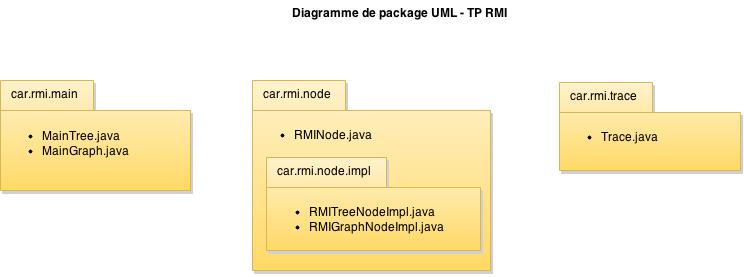 Diagramme de package UML - TP RMI
car.rmi.main
• MainTree.java
• MainGraph.java
car.rmi.node
• RMINode.java
car.rmi.node.impl
• RMITreeNodeImpl.java
• RMIGraphNodeImpl.java
car.rmi.trace
• Trace.java